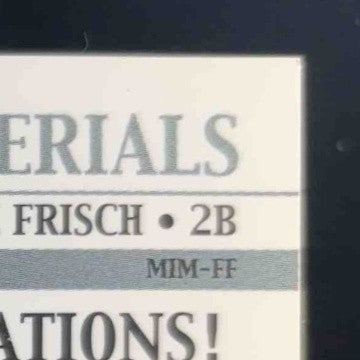 ERIALS
FRISCH • 2B
MIM-FF
ATIONS!